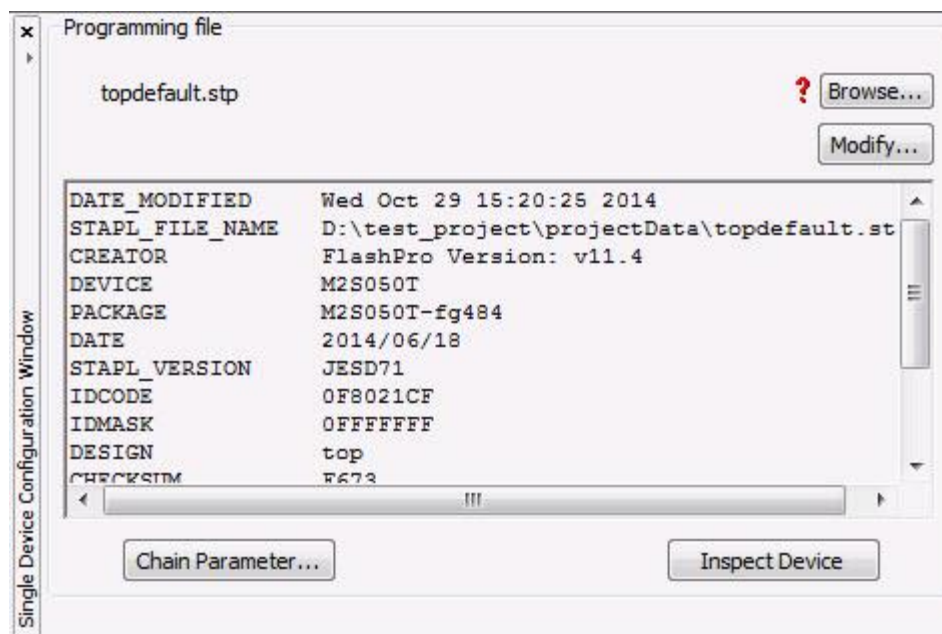 Programming file
topdefault.stp
? Browse...
Modify...
DATE_MODIFIED Wed Oct 29 15:20:25 2014
STAPL_FILE_NAME D:\test_project\projectData\topdefault.st
CREATOR FlashPro Version: v11.4
DEVICE M2S050T
PACKAGE M2S050T-fg484
DATE 2014/06/18
STAPL_VERSION JESD71
IDCODE 0F8021CF
IDMASK 0FFFFFFF
DESIGN top
CHECKSUM F673
Chain Parameter...
Inspect Device
Single Device Configuration Window